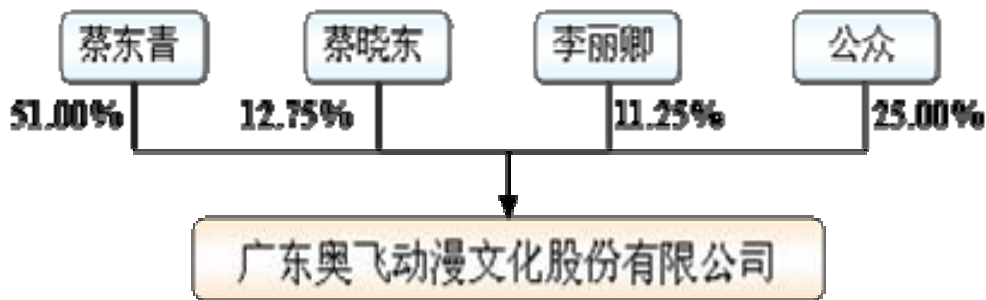 蔡东青 蔡晓东 李丽卿 公众
51.00% 12.75% 11.25% 25.00%
广东奥飞动漫文化股份有限公司